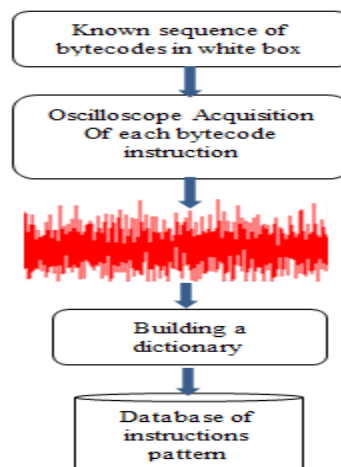 Known sequence of
bytecodes in white box
Oscilloscope Acquisition
Of each bytecode
instruction
Building a
dictionary
Database of
instructions
pattern